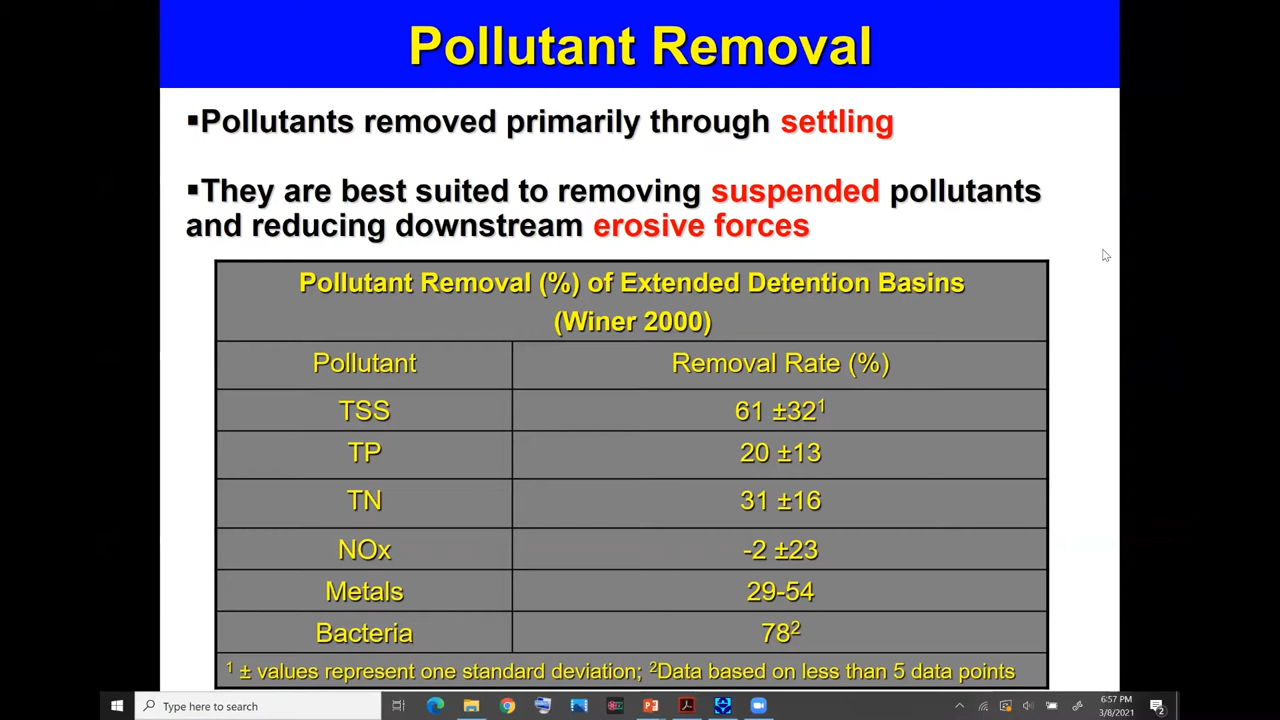 Pollutant Removal
▪Pollutants removed primarily through settling
▪They are best suited to removing suspended pollutants
and reducing downstream erosive forces
Pollutant Removal (%) of Extended Detention Basins
(Winer 2000)
Pollutant Removal Rate (%)
TSS 61 ±32¹
TP 20 ±13
TN 31 ±16
NOx -2 ±23
Metals 29-54
Bacteria 78²
¹ ± values represent one standard deviation; ²Data based on less than 5 data points
Type here to search
6:57 PM
3/8/2021
2